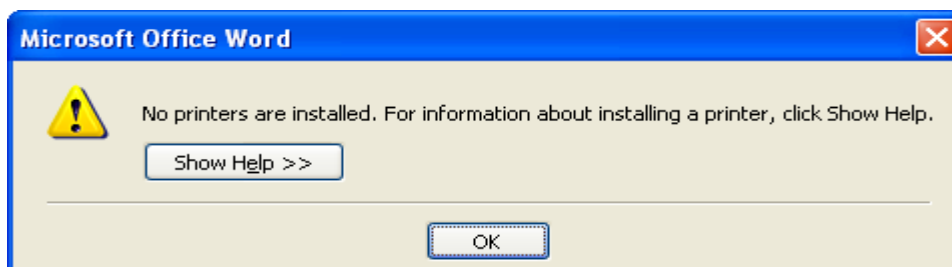 Microsoft Office Word
No printers are installed. For information about installing a printer, click Show Help.
Show Help >>
OK